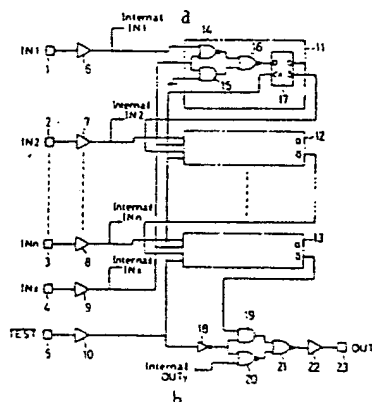 a
Internal
IN1
14
16
11
IN1
1
6
15
17
Internal
IN2
IN2
2
7
12
Q
Internal
INn
INn
3
8
13
Q
Internal
INx
INx
4
9
TEST
5
10
18
19
OUT
Internal
OUTy
20
21
22
23
b